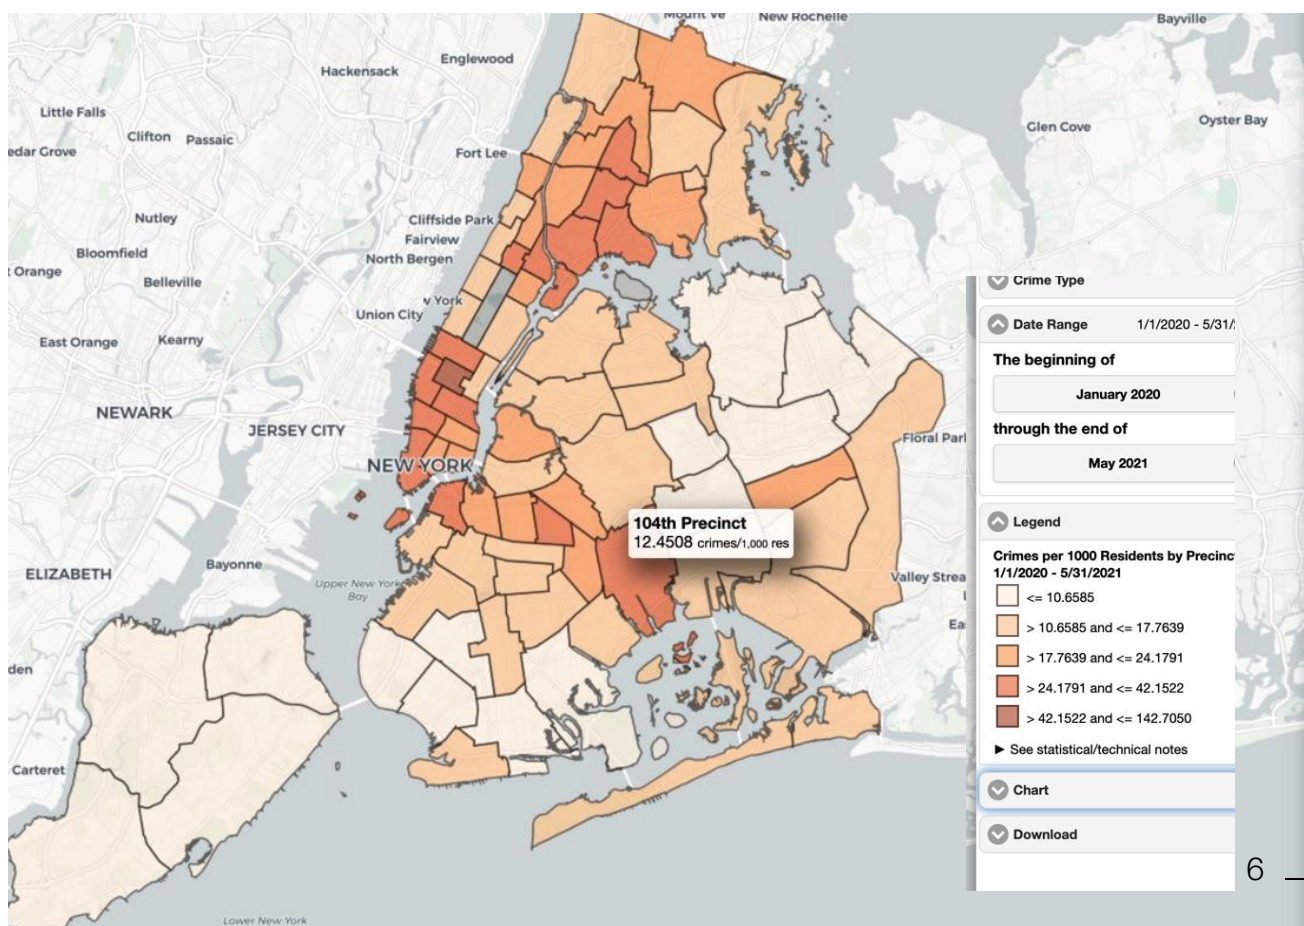 Mount Ve
New Rochelle
Bayville
Englewood
Hackensack
Little Falls
Glen Cove
Oyster Bay
Clifton
Passaic
edar Grove
Fort Lee
Nutley
Cliffside Park
Fairview
Bloomfield
North Bergen
t Orange
Belleville
v York
Union City
East Orange
Kearny
NEWARK
JERSEY CITY
NEW YORK
Floral Parl
104th Precinct
12.4508 crimes/1,000 res
ELIZABETH
Bayonne
Upper New York
Bay
Valley Strea
Ea
den
Carteret
Lower New York
Crime Type
Date Range 1/1/2020 - 5/31/
The beginning of
January 2020
through the end of
May 2021
Legend
Crimes per 1000 Residents by Precinc
1/1/2020 - 5/31/2021
<= 10.6585
> 10.6585 and <= 17.7639
> 17.7639 and <= 24.1791
> 24.1791 and <= 42.1522
> 42.1522 and <= 142.7050
► See statistical/technical notes
Chart
Download
6